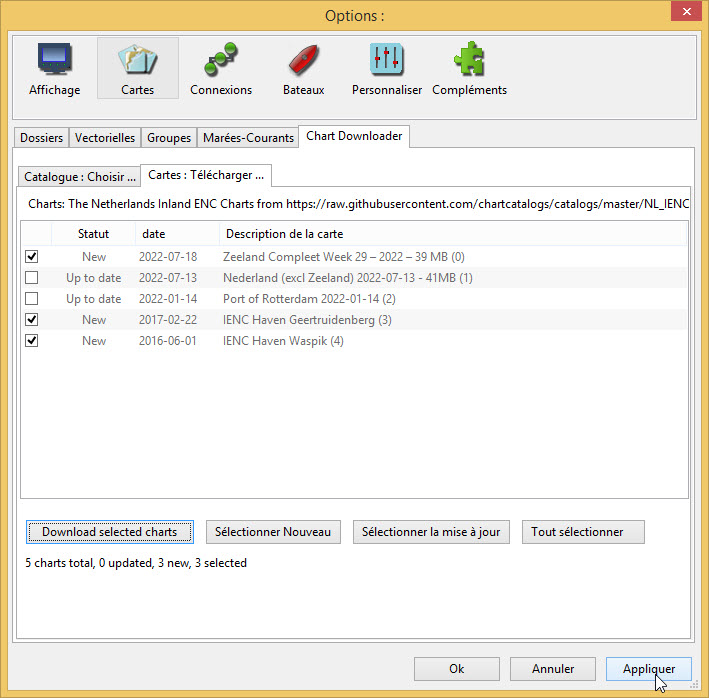 Options :
Affichage Cartes Connexions Bateaux Personnaliser Compléments
Dossiers Vectorielles Groupes Marées-Courants Chart Downloader
Catalogue : Choisir ... Cartes : Télécharger ...
Charts: The Netherlands Inland ENC Charts from https://raw.githubusercontent.com/chartcatalogs/catalogs/master/NL_IENC
Statut date Description de la carte
New 2022-07-18 Zeeland Compleet Week 29 – 2022 – 39 MB (0)
Up to date 2022-07-13 Nederland (excl Zeeland) 2022-07-13 - 41MB (1)
Up to date 2022-01-14 Port of Rotterdam 2022-01-14 (2)
New 2017-02-22 IENC Haven Geertruidenberg (3)
New 2016-06-01 IENC Haven Waspik (4)
Download selected charts Sélectionner Nouveau Sélectionner la mise à jour Tout sélectionner
5 charts total, 0 updated, 3 new, 3 selected
Ok Annuler Appliquer